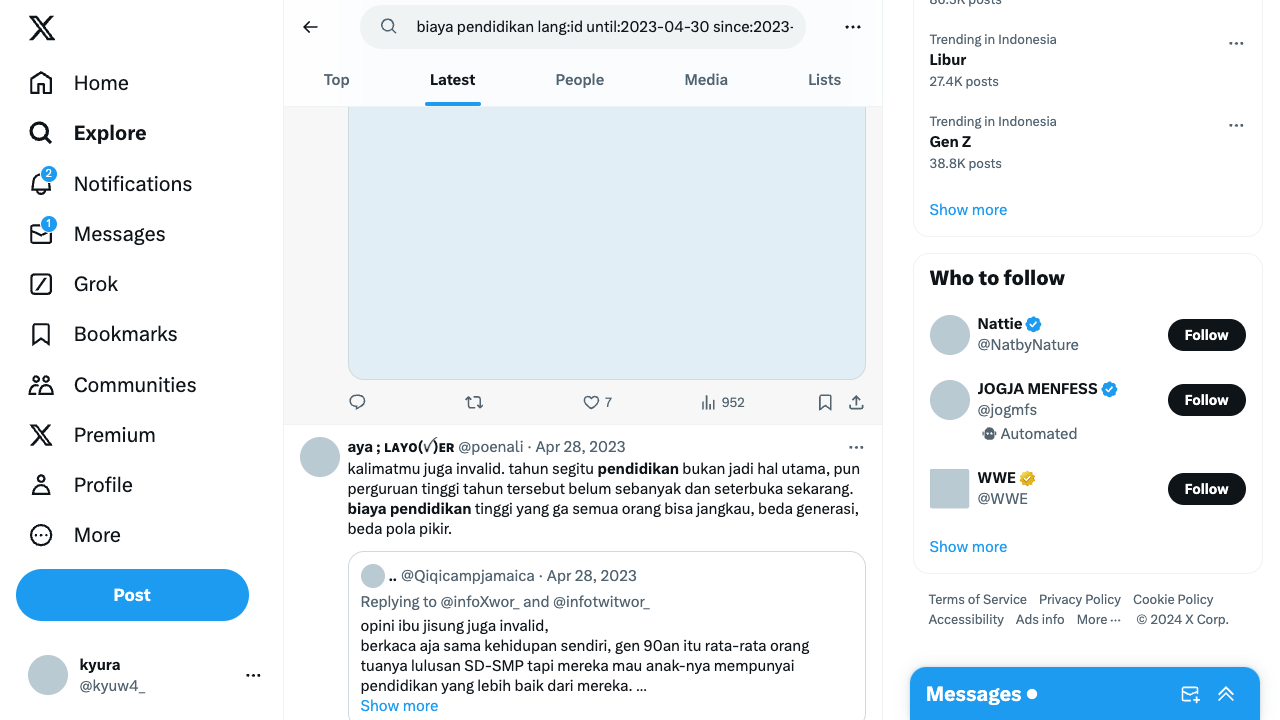 biaya pendidikan lang:id until:2023-04-30 since:2023-
Top
Latest
People
Media
Lists
Home
Explore
2
Notifications
1
Messages
Grok
Bookmarks
Communities
Premium
Profile
More
Post
kyura
@kyuw4_
7
952
aya ; ʟᴀʏᴏ(√)ᴇʀ @poenali · Apr 28, 2023
kalimatmu juga invalid. tahun segitu pendidikan bukan jadi hal utama, pun
perguruan tinggi tahun tersebut belum sebanyak dan seterbuka sekarang.
biaya pendidikan tinggi yang ga semua orang bisa jangkau, beda generasi,
beda pola pikir.
.. @Qiqicampjamaica · Apr 28, 2023
Replying to @infoXwor_ and @infotwitwor_
opini ibu jisung juga invalid,
berkaca aja sama kehidupan sendiri, gen 90an itu rata-rata orang
tuanya lulusan SD-SMP tapi mereka mau anak-nya mempunyai
pendidikan yang lebih baik dari mereka. ...
Show more
Trending in Indonesia
Libur
27.4K posts
Trending in Indonesia
Gen Z
38.8K posts
Show more
Who to follow
Nattie
@NatbyNature
Follow
JOGJA MENFESS
@jogmfs
Automated
Follow
WWE
@WWE
Follow
Show more
Terms of Service Privacy Policy Cookie Policy
Accessibility Ads info More ··· © 2024 X Corp.
Messages